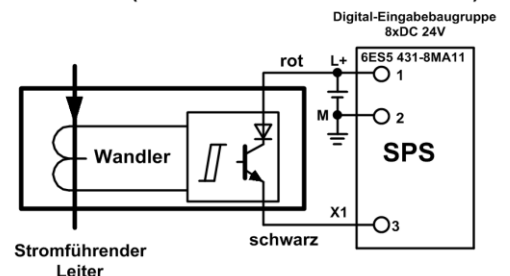 Digital-Eingabebaugruppe
8xDC 24V
rot
L+
6ES5 431-8MA11
1
M
2
Wandler
SPS
X1
3
schwarz
Stromführender
Leiter